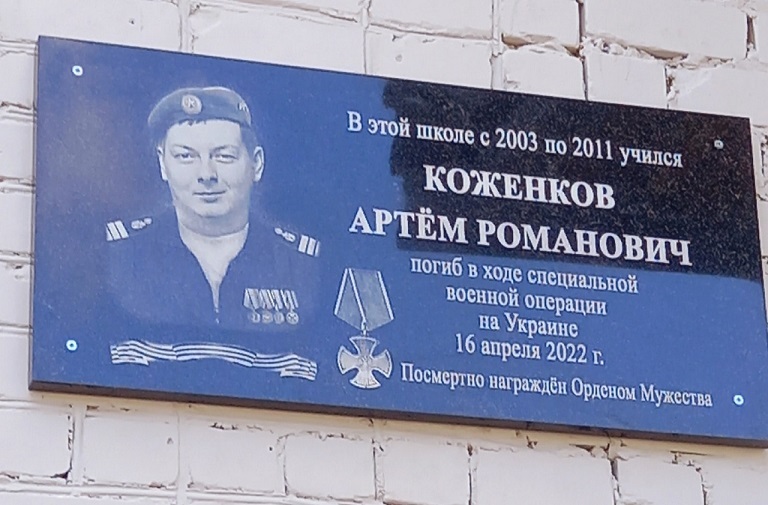 В этой школе с 2003 по 2011 учился
КОЖЕНКОВ
АРТЁМ РОМАНОВИЧ
погиб в ходе специальной
военной операции
на Украине
16 апреля 2022 г.
Посмертно награждён Орденом Мужества